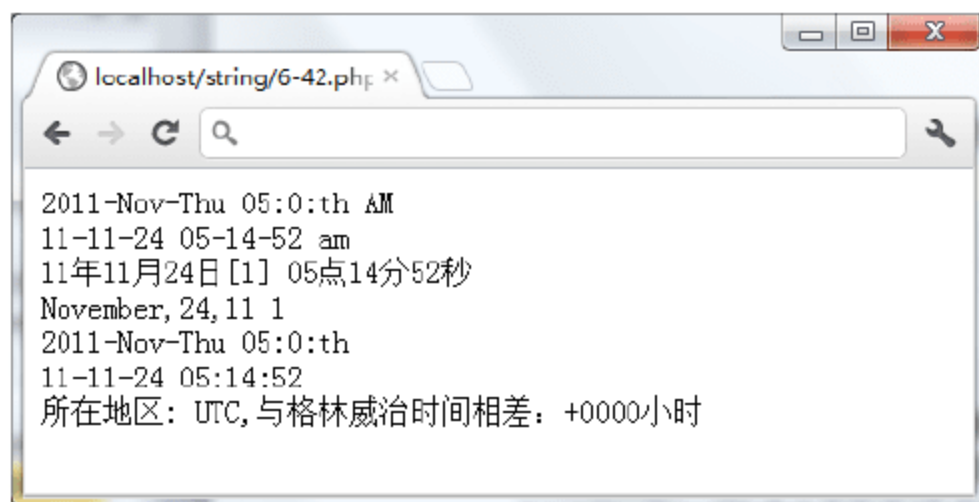 localhost/string/6-42.php
2011-Nov-Thu 05:0:th AM
11-11-24 05-14-52 am
11年11月24日[1] 05点14分52秒
November,24,11 1
2011-Nov-Thu 05:0:th
11-11-24 05:14:52
所在地区: UTC,与格林威治时间相差: +0000小时